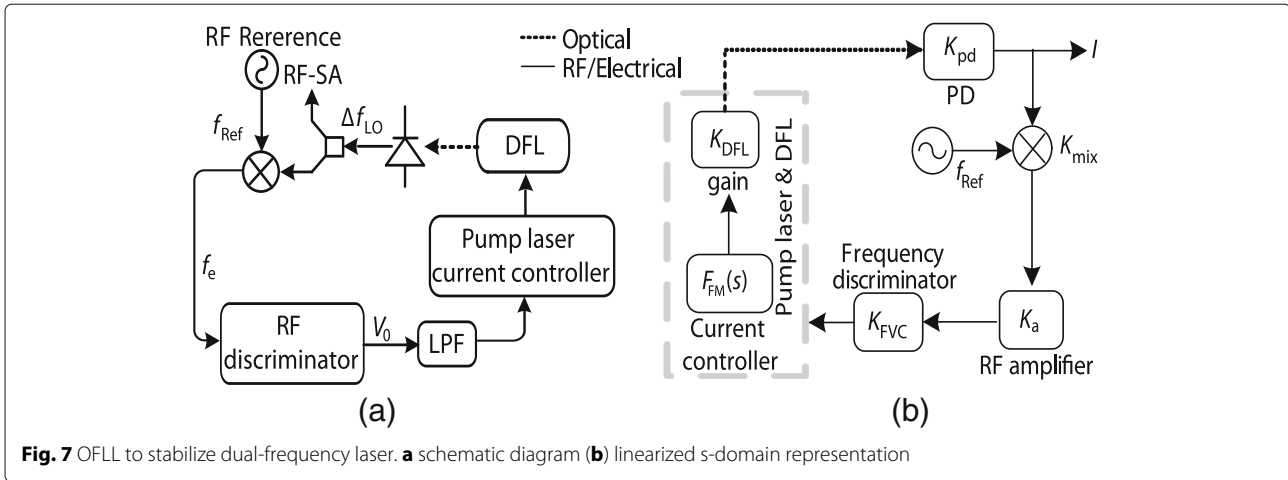 RF Rererence
RF-SA
f_Ref
Δf_LO
DFL
Pump laser
current controller
f_e
RF
discriminator
V_0
LPF
(a)
Optical
RF/Electrical
K_pd
PD
I
K_DFL
gain
Pump laser & DFL
f_Ref
K_mix
F_FM(s)
Current
controller
Frequency
discriminator
K_FVC
K_a
RF amplifier
(b)
Fig. 7 OFLL to stabilize dual-frequency laser. a schematic diagram (b) linearized s-domain representation